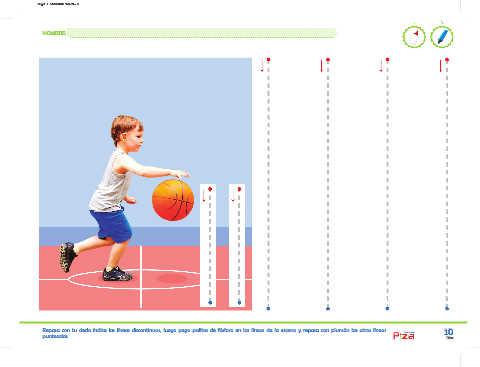 NOMBRE:
Repasa con tu dedo índice las líneas discontinuas, luego pega palitos de fósforo en las líneas de la escena y repasa con plumón las otras líneas
punteadas.
Pizá
10